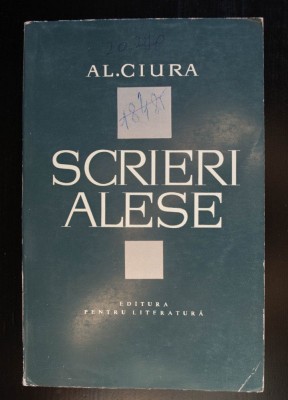 AL.CIURA
SCRIERI
ALESE
EDITURA
PENTRU LITERATURĂ